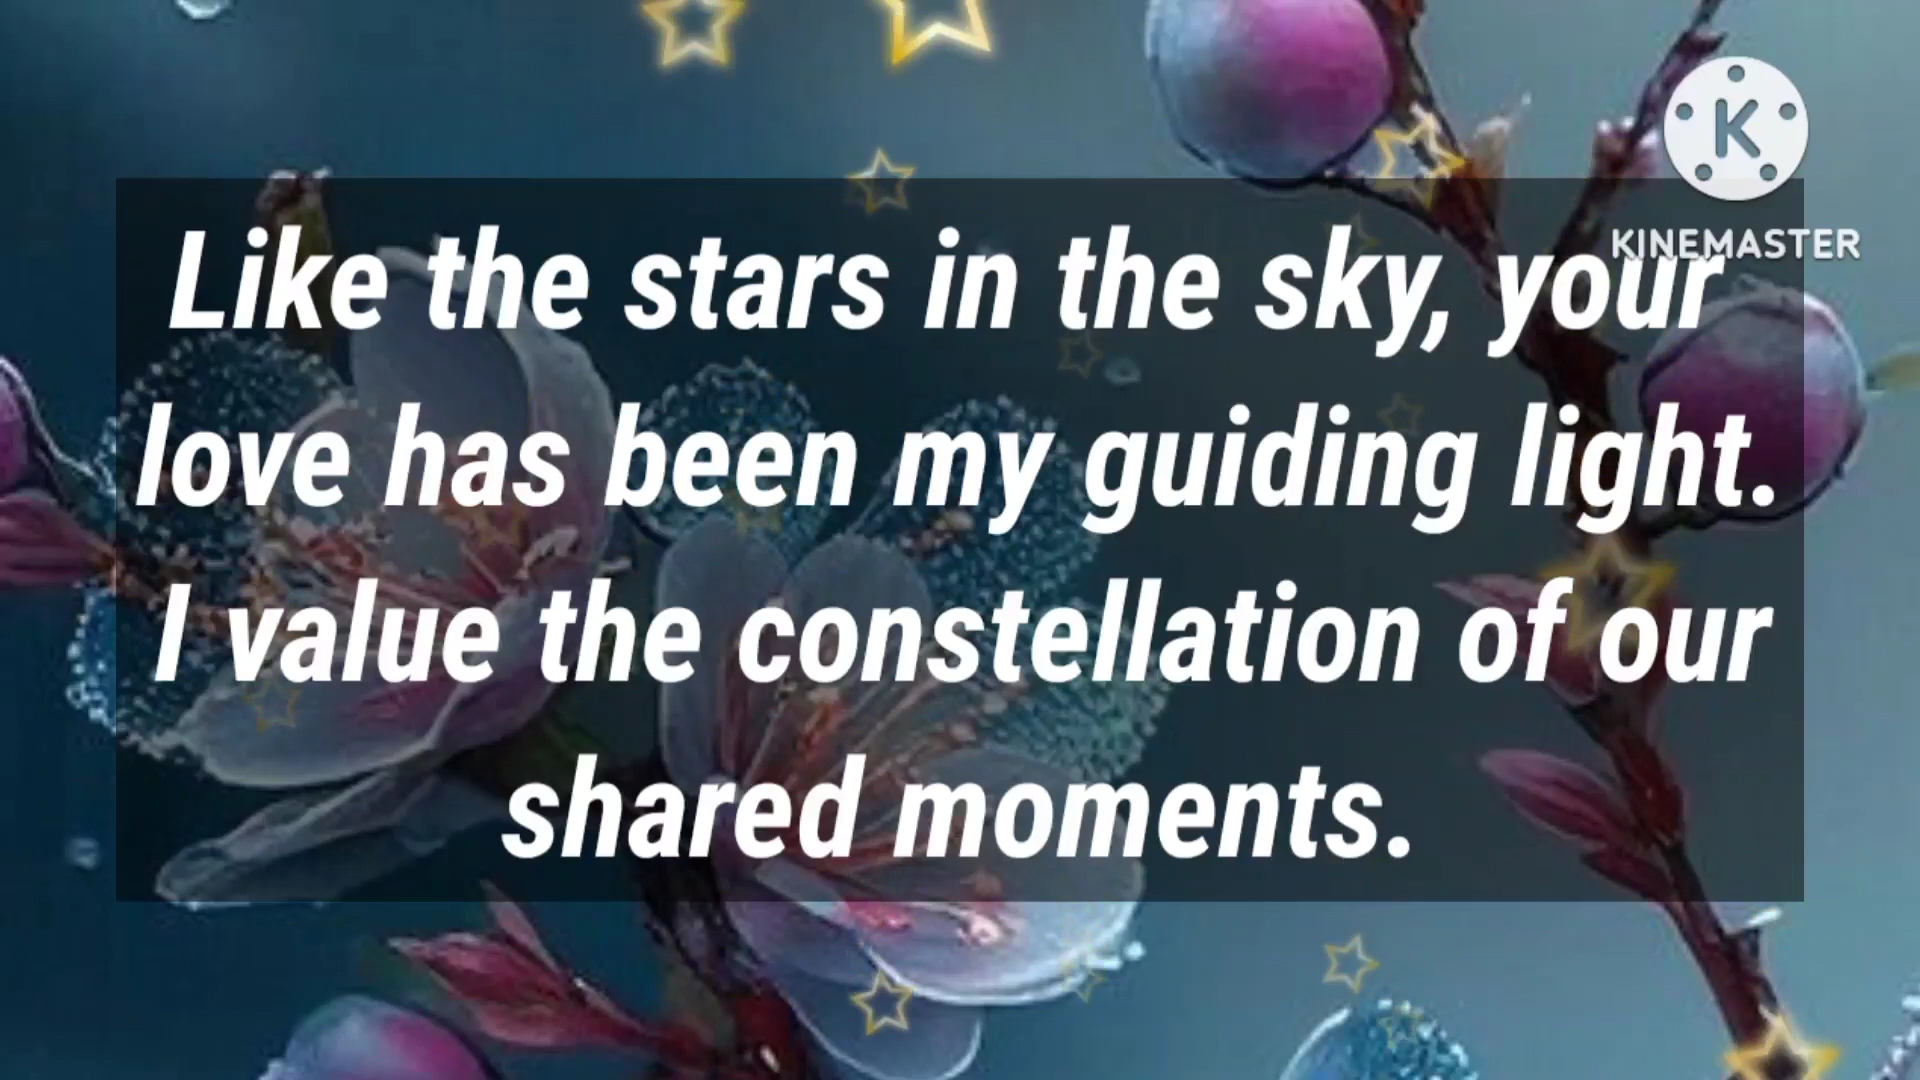 K
KINEMASTER
Like the stars in the sky, your
love has been my guiding light.
I value the constellation of our
shared moments.